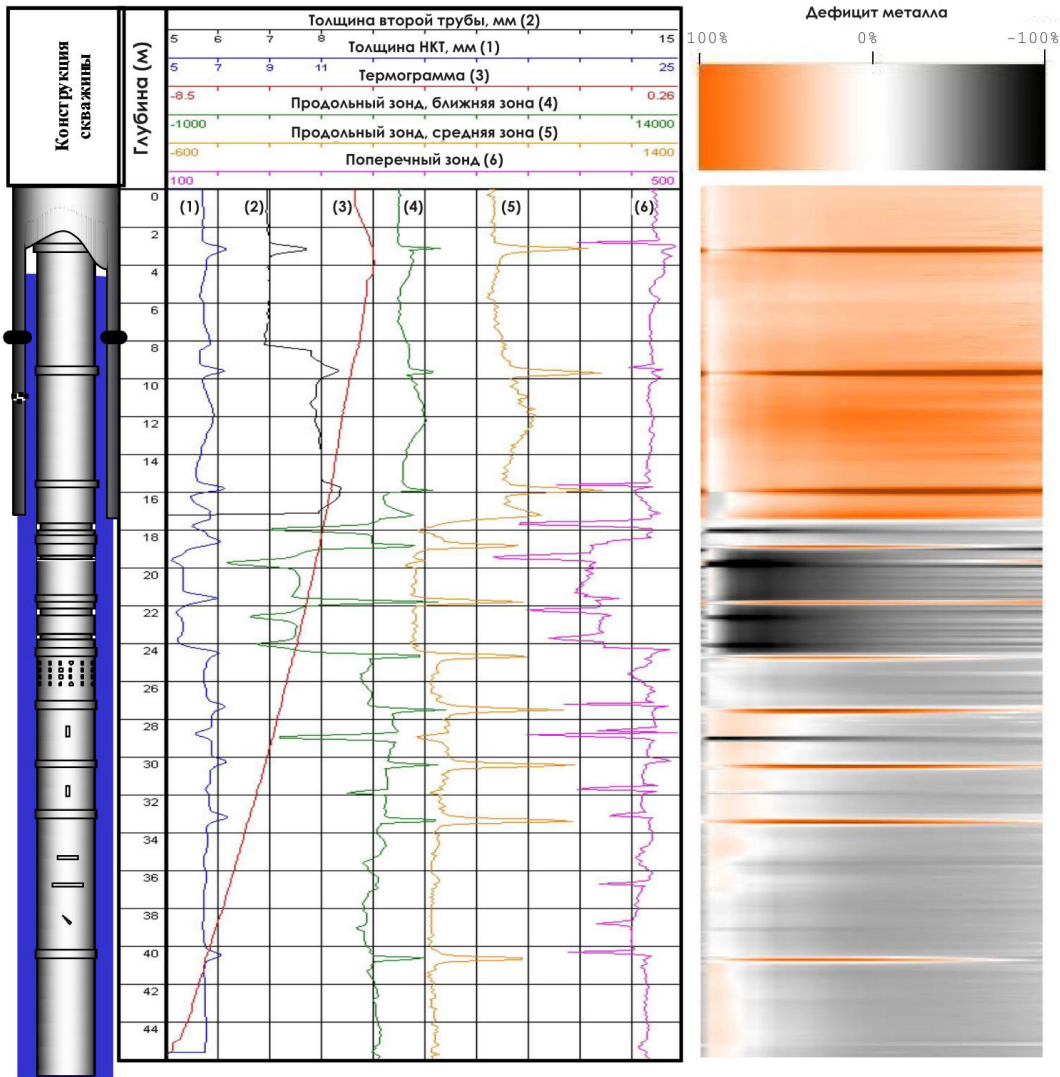 Конструкция
скважины
Глубина (м)
Толщина второй трубы, мм (2)
5 6 8 15
Толщина НКТ, мм (1)
5 7 9 11 25
Термограмма (3)
-8.5 0.26
Продольный зонд, ближняя зона (4)
-1000 14000
Продольный зонд, средняя зона (5)
-600 1400
Поперечный зонд (6)
100 500
(1) (2) (3) (4) (5) (6)
0
2
4
6
8
10
12
14
16
18
20
22
24
26
28
30
32
34
36
38
40
42
44
Дефицит металла
100% 0% -100%